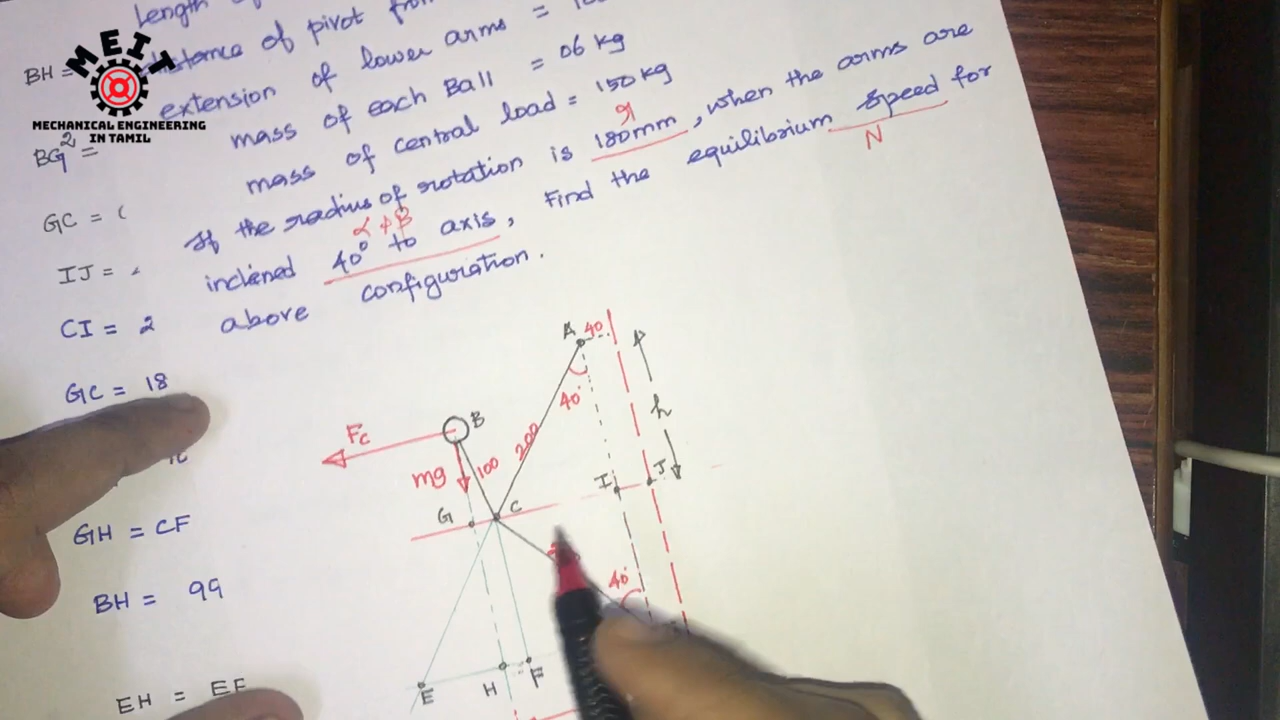 Length
distance of pivot from
extension of lower arms =
mass of each Ball = 06 kg
mass of central load = 150 kg
r
If the radius of rotation is 180mm, when the arms are
α + β
inclined 40° to axis, Find the equilibrium speed for
N
above configuration.
MEIT
MECHANICAL ENGINEERING
IN TAMIL
BH =
BG² =
GC = (
IJ =
CI = 2
GC = 18
GH = CF
BH = 99
EH = EF
A 40
40°
h
Fc
B
mg
100
200
I
J
G
C
40°
E
H
F